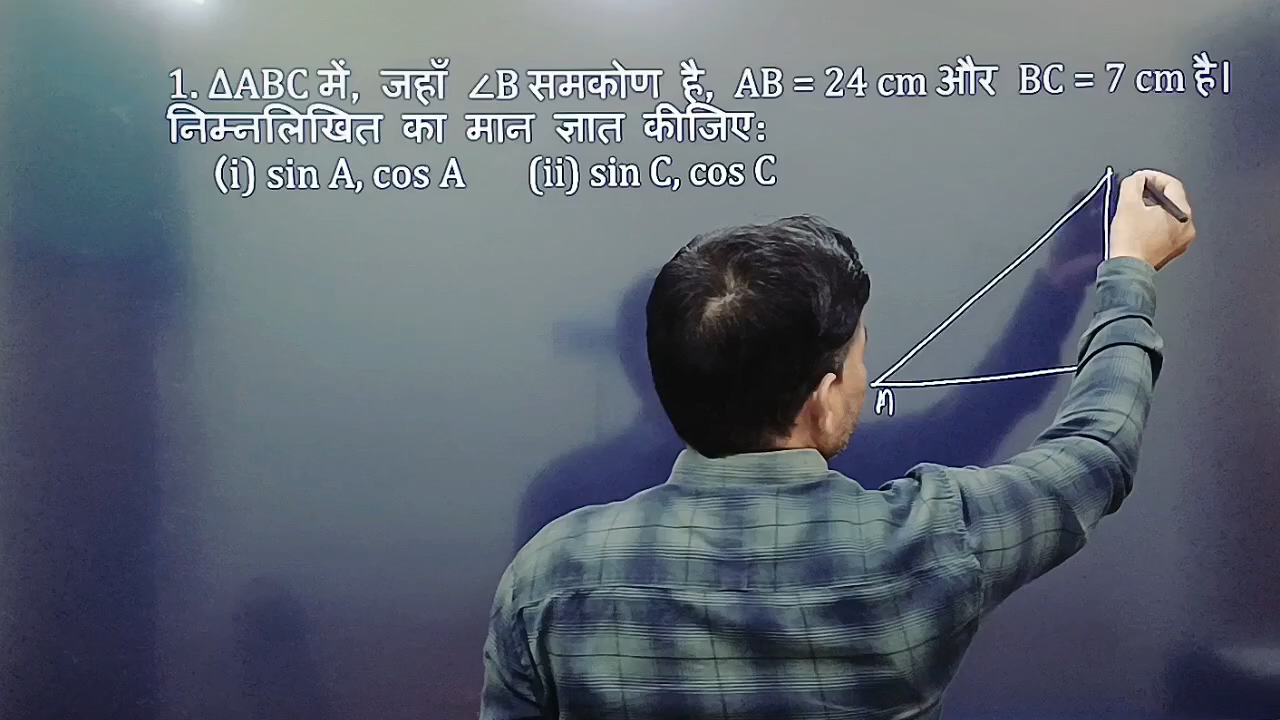 1. ΔABC में, जहाँ ∠B समकोण है, AB = 24 cm और BC = 7 cm है।
निम्नलिखित का मान ज्ञात कीजिए:
(i) sin A, cos A (ii) sin C, cos C
A